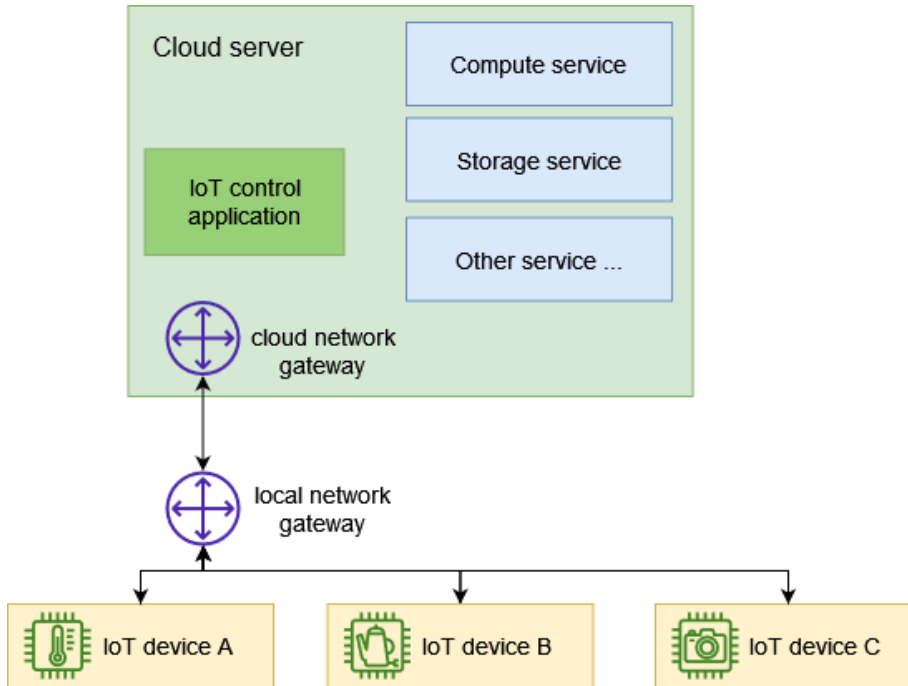 Cloud server
Compute service
Storage service
IoT control
application
Other service ...
cloud network
gateway
local network
gateway
IoT device A
IoT device B
IoT device C